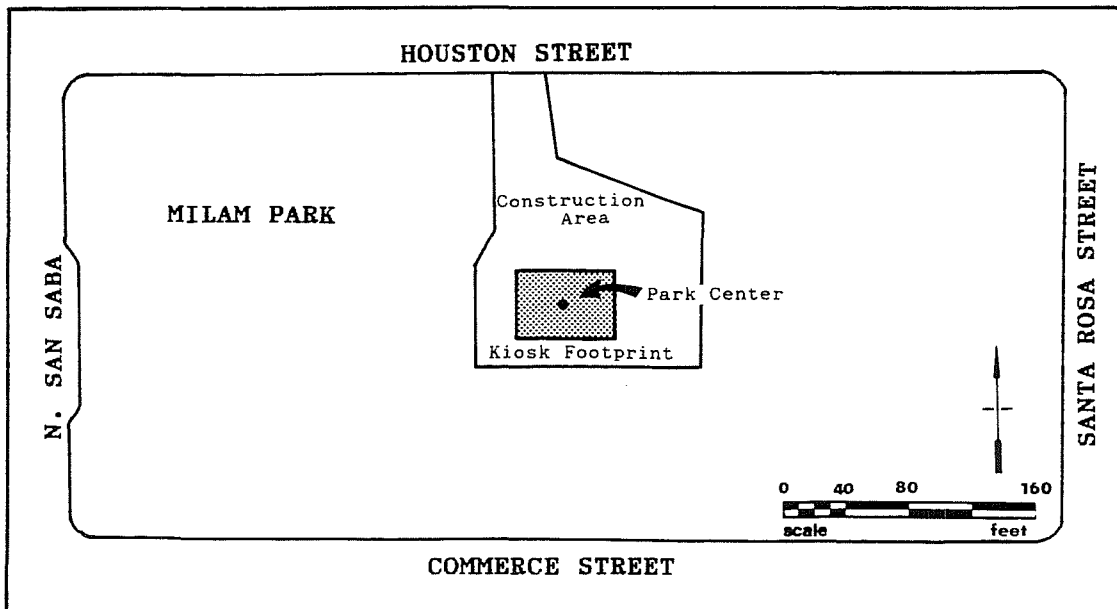 HOUSTON STREET
MILAM PARK
Construction
Area
N. SAN SABA
SANTA ROSA STREET
Park Center
Kiosk Footprint
0 40 80 160
scale feet
COMMERCE STREET